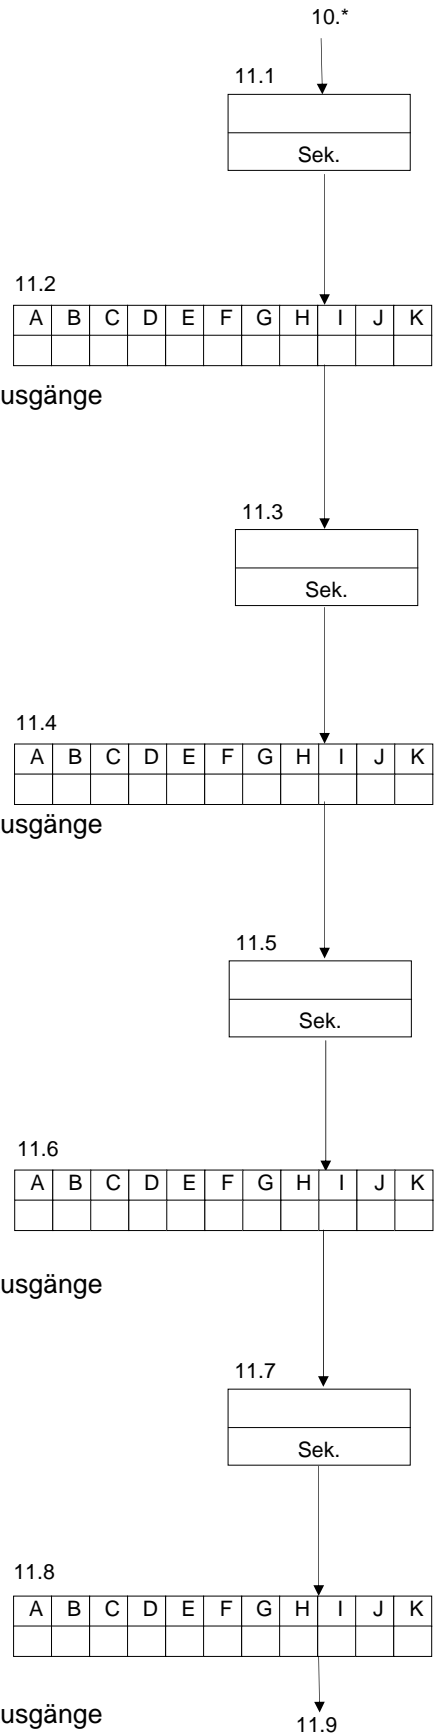 10.*
11.1
Sek.
11.2
A B C D E F G H I J K
usgänge
11.3
Sek.
11.4
A B C D E F G H I J K
usgänge
11.5
Sek.
11.6
A B C D E F G H I J K
usgänge
11.7
Sek.
11.8
A B C D E F G H I J K
usgänge
11.9